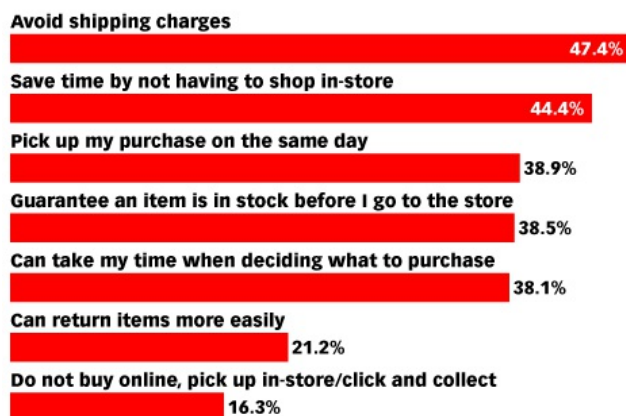 Avoid shipping charges
47.4%
Save time by not having to shop in-store
44.4%
Pick up my purchase on the same day
38.9%
Guarantee an item is in stock before I go to the store
38.5%
Can take my time when deciding what to purchase
38.1%
Can return items more easily
21.2%
Do not buy online, pick up in-store/click and collect
16.3%